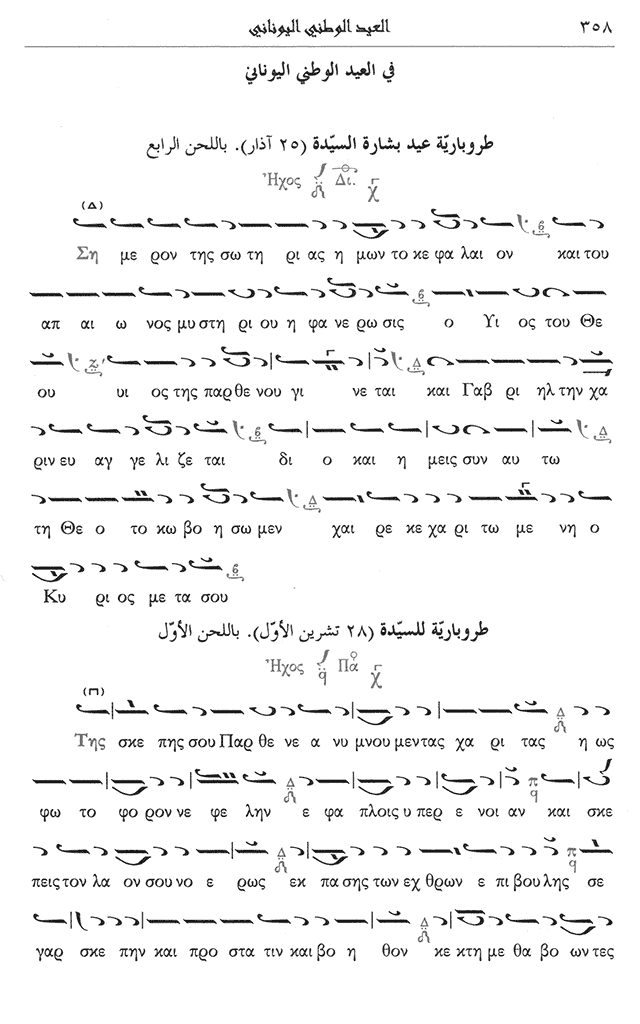 ٣٥٨ العيد الوطني اليوناني
في العيد الوطني اليوناني
طروباريّة عيد بشارة السيّدة (٢٥ آذار). باللحن الرابع
Ἦχος Δι. χ
(Δ)
Ση με ρον της σω τη ρι ας η μων το κε φα λαι ον και του
απ αι ω νος μυ στη ρι ου η φα νε ρω σις ο Υι ος του Θε
ου υι ος της παρ θε νου γι νε ται και Γαβ ρι ηλ την χα
ριν ευ αγ γε λι ζε ται δι ο και η μεις συν αυ τω
τη Θε ο το κω βο η σω μεν χαι ρε κε χα ρι τω με νη ο
Κυ ρι ος με τα σου
طروباريّة للسيّدة (٢٨ تشرين الأوّل). باللحن الأوّل
Ἦχος Πα χ
(Π)
Της σκε πης σου Παρ θε νε α νυ μνου μεν τας χα ρι τας η ως
φω το φο ρον νε φε λην ε φα πλοις υ περ ε νοι αν και σκε
πεις τον λα ον σου νο ε ρως εκ πα σης των εχ θρων ε πι βου λης σε
γαρ σκε πην και προ στα τιν και βο η θον κε κτη με θα βο ων τες